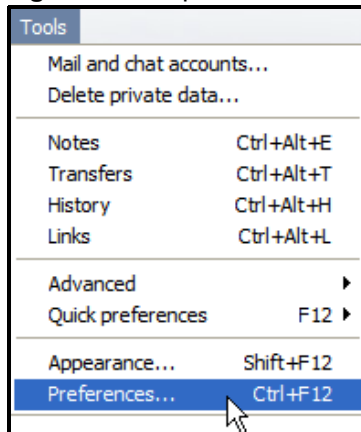 Tools
Mail and chat accounts...
Delete private data...
Notes Ctrl+Alt+E
Transfers Ctrl+Alt+T
History Ctrl+Alt+H
Links Ctrl+Alt+L
Advanced
Quick preferences F12
Appearance... Shift+F12
Preferences... Ctrl+F12